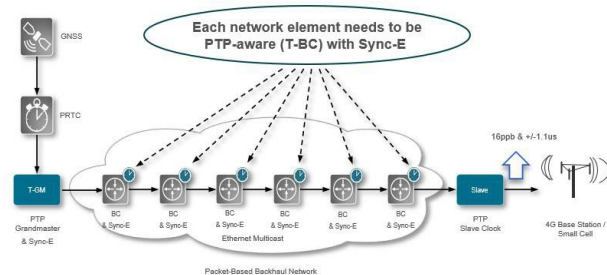 Each network element needs to be
PTP-aware (T-BC) with Sync-E
GNSS
PRTC
16ppb & +/-1.1us
T-GM
Slave
PTP
Grandmaster
& Sync-E
BC
& Sync-E
BC
& Sync-E
BC
& Sync-E
BC
& Sync-E
BC
& Sync-E
BC
& Sync-E
Ethernet Multicast
PTP
Slave Clock
4G Base Station /
Small Cell
Packet-Based Backhaul Network